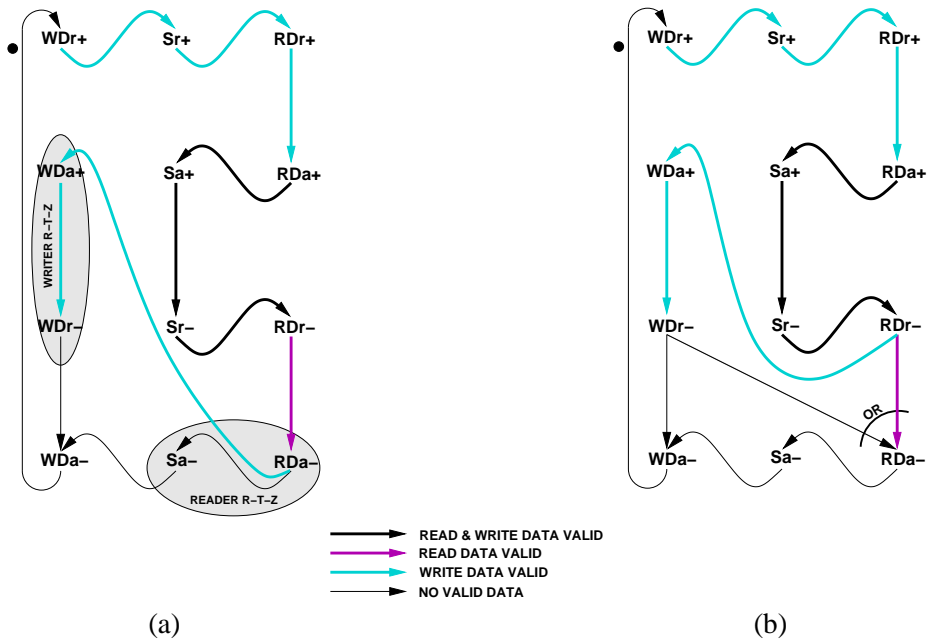 WDr+ Sr+ RDr+
WDa+ Sa+ RDa+
WRITER R–T–Z
WDr– Sr– RDr–
WDa– Sa– RDa–
READER R–T–Z
WDr+ Sr+ RDr+
WDa+ Sa+ RDa+
WDr– Sr– RDr–
OR
WDa– Sa– RDa–
READ & WRITE DATA VALID
READ DATA VALID
WRITE DATA VALID
NO VALID DATA
(a)
(b)